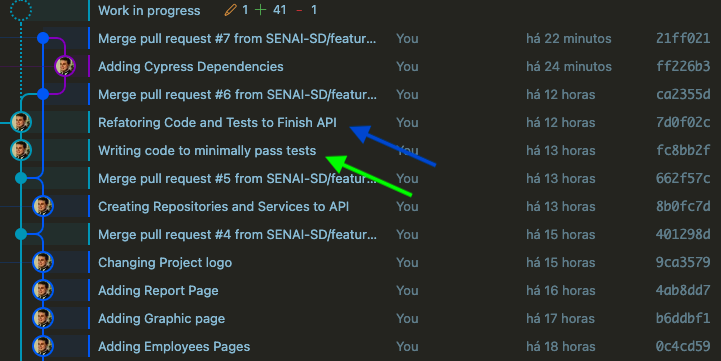 Work in progress 1 + 41 - 1
Merge pull request #7 from SENAI-SD/featur... You há 22 minutos 21ff021
Adding Cypress Dependencies You há 24 minutos ff226b3
Merge pull request #6 from SENAI-SD/featur... You há 12 horas ca2355d
Refatoring Code and Tests to Finish API You há 12 horas 7d0f02c
Writing code to minimally pass tests You há 13 horas fc8bb2f
Merge pull request #5 from SENAI-SD/featur... You há 13 horas 662f57c
Creating Repositories and Services to API You há 13 horas 8b0fc7d
Merge pull request #4 from SENAI-SD/featur... You há 15 horas 401298d
Changing Project logo You há 15 horas 9ca3579
Adding Report Page You há 16 horas 4ab8dd7
Adding Graphic page You há 17 horas b6ddbf1
Adding Employees Pages You há 18 horas 0c4cd59